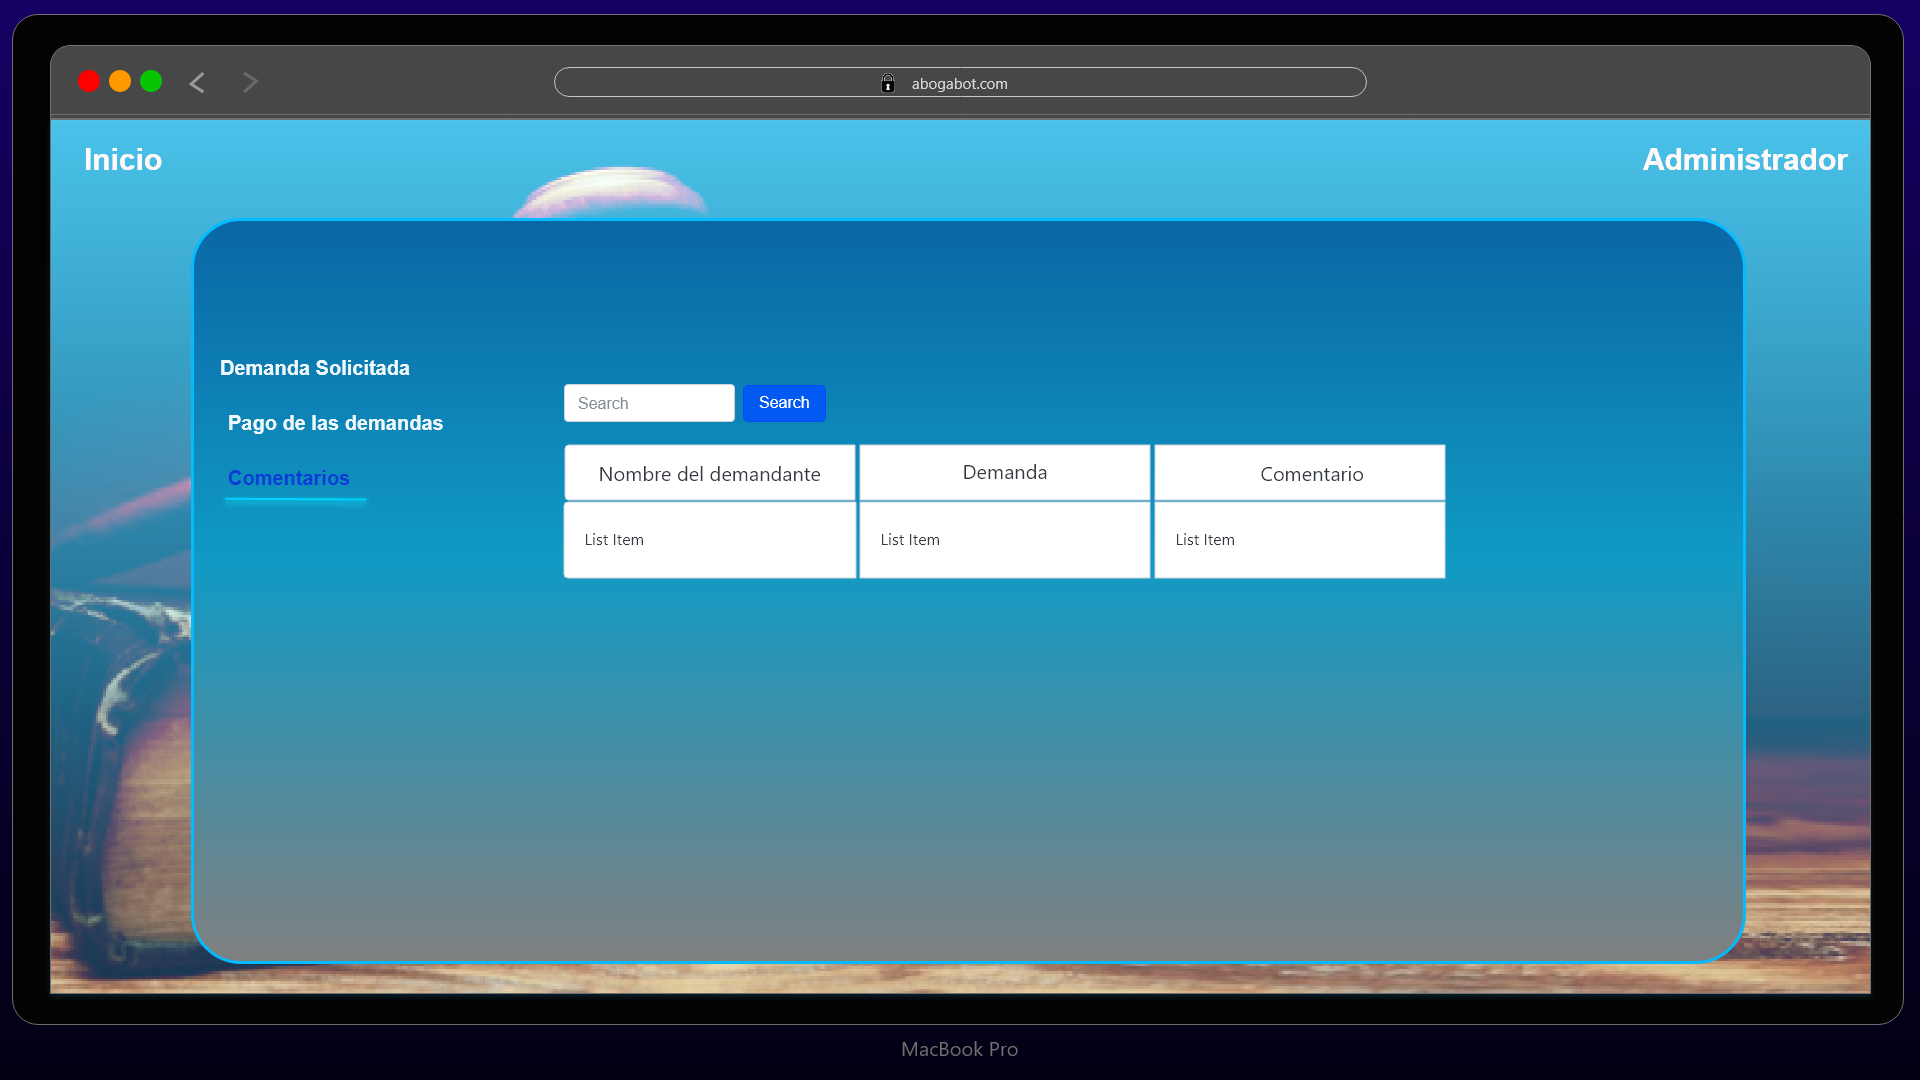 abogabot.com
Inicio
Administrador
Demanda Solicitada
Pago de las demandas
Comentarios
Search
Search
Nombre del demandante
Demanda
Comentario
List Item
List Item
List Item
MacBook Pro